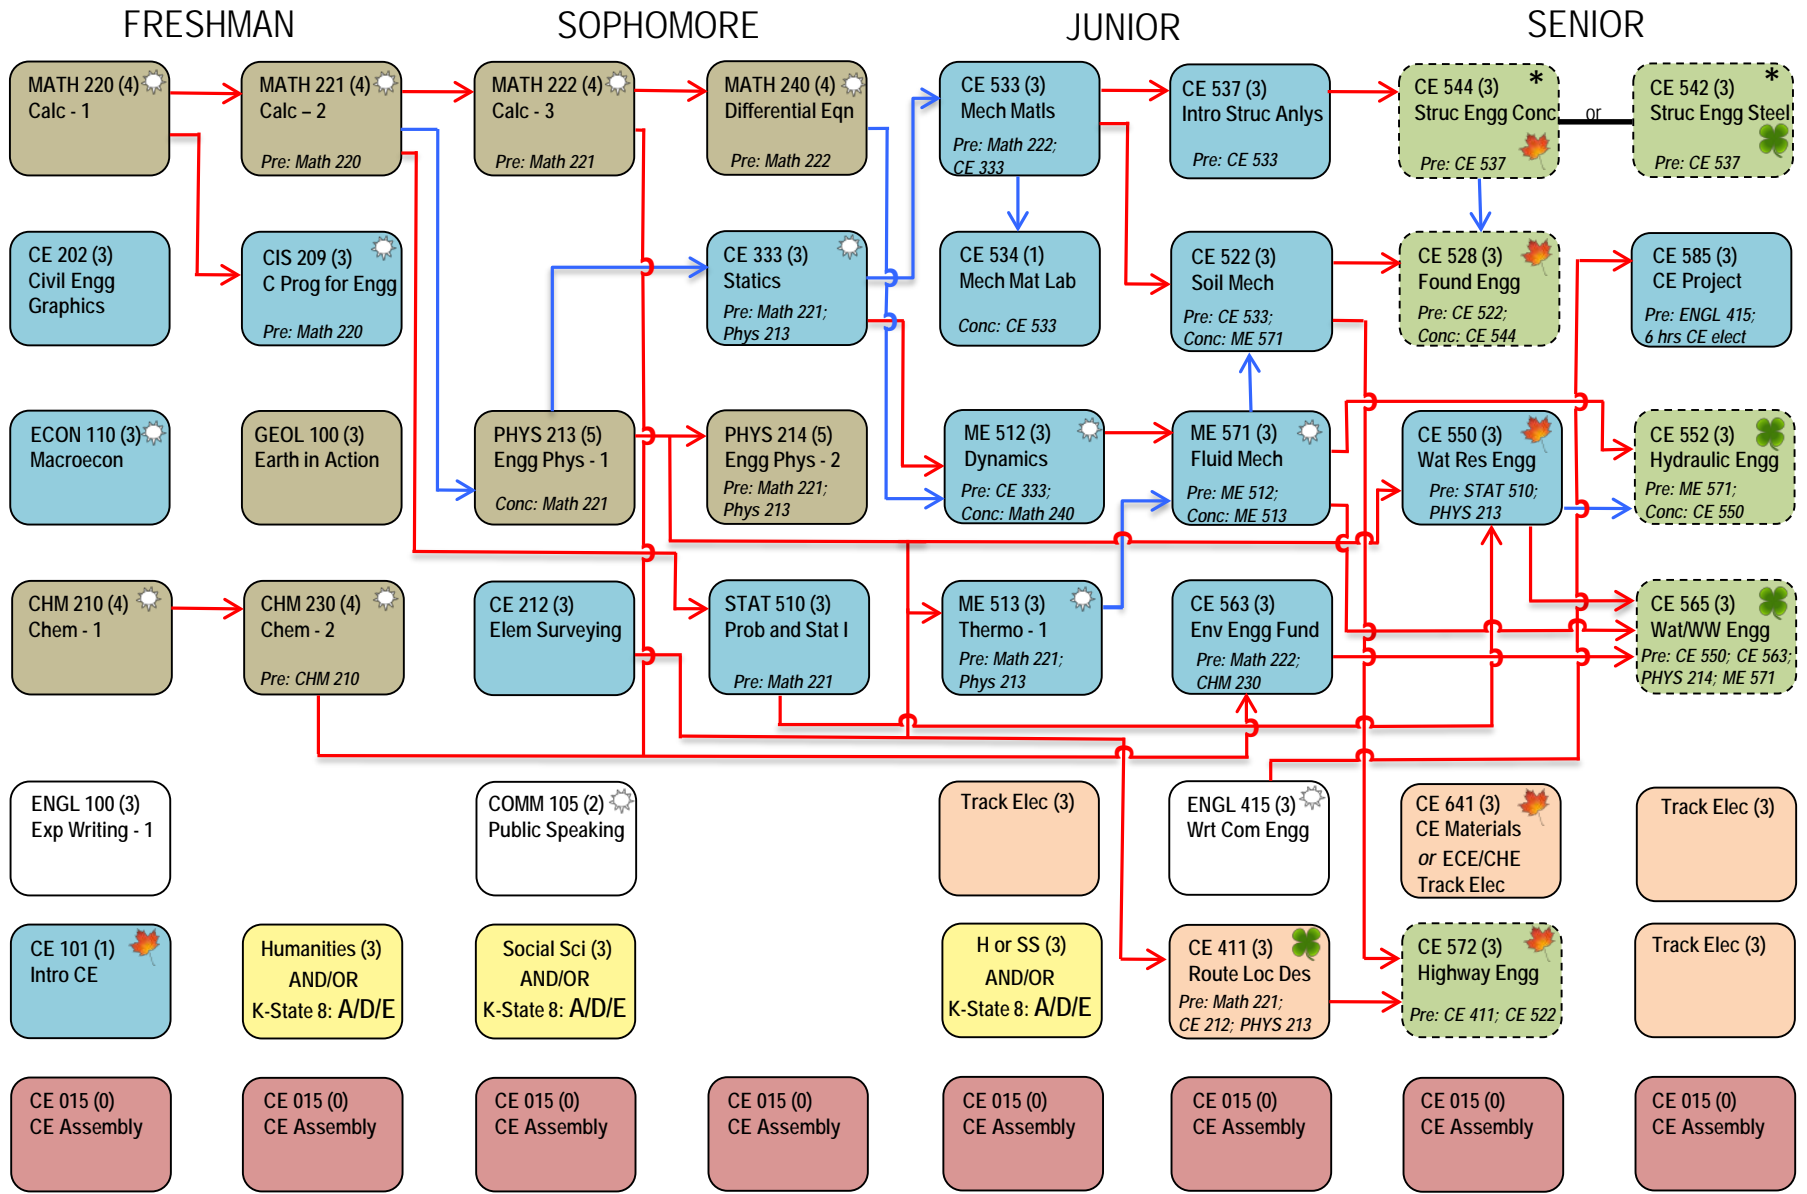 FRESHMAN
SOPHOMORE
JUNIOR
SENIOR
MATH 220 (4)
Calc - 1
MATH 221 (4)
Calc – 2
Pre: Math 220
MATH 222 (4)
Calc - 3
Pre: Math 221
MATH 240 (4)
Differential Eqn
Pre: Math 222
CE 533 (3)
Mech Matls
Pre: Math 222;
CE 333
CE 537 (3)
Intro Struc Anlys
Pre: CE 533
CE 544 (3)
*
Struc Engg Conc
Pre: CE 537
or
CE 542 (3)
*
Struc Engg Steel
Pre: CE 537
CE 202 (3)
Civil Engg
Graphics
CIS 209 (3)
C Prog for Engg
Pre: Math 220
CE 333 (3)
Statics
Pre: Math 221;
Phys 213
CE 534 (1)
Mech Mat Lab
Conc: CE 533
CE 522 (3)
Soil Mech
Pre: CE 533;
Conc: ME 571
CE 528 (3)
Found Engg
Pre: CE 522;
Conc: CE 544
CE 585 (3)
CE Project
Pre: ENGL 415;
6 hrs CE elect
ECON 110 (3)
Macroecon
GEOL 100 (3)
Earth in Action
PHYS 213 (5)
Engg Phys - 1
Conc: Math 221
PHYS 214 (5)
Engg Phys - 2
Pre: Math 221;
Phys 213
ME 512 (3)
Dynamics
Pre: CE 333;
Conc: Math 240
ME 571 (3)
Fluid Mech
Pre: ME 512;
Conc: ME 513
CE 550 (3)
Wat Res Engg
Pre: STAT 510;
PHYS 213
CE 552 (3)
Hydraulic Engg
Pre: ME 571;
Conc: CE 550
CHM 210 (4)
Chem - 1
CHM 230 (4)
Chem - 2
Pre: CHM 210
CE 212 (3)
Elem Surveying
STAT 510 (3)
Prob and Stat I
Pre: Math 221
ME 513 (3)
Thermo - 1
Pre: Math 221;
Phys 213
CE 563 (3)
Env Engg Fund
Pre: Math 222;
CHM 230
CE 565 (3)
Wat/WW Engg
Pre: CE 550; CE 563;
PHYS 214; ME 571
ENGL 100 (3)
Exp Writing - 1
COMM 105 (2)
Public Speaking
Track Elec (3)
ENGL 415 (3)
Wrt Com Engg
CE 641 (3)
CE Materials
or ECE/CHE
Track Elec
Track Elec (3)
CE 101 (1)
Intro CE
Humanities (3)
AND/OR
K-State 8: A/D/E
Social Sci (3)
AND/OR
K-State 8: A/D/E
H or SS (3)
AND/OR
K-State 8: A/D/E
CE 411 (3)
Route Loc Des
Pre: Math 221;
CE 212; PHYS 213
CE 572 (3)
Highway Engg
Pre: CE 411; CE 522
Track Elec (3)
CE 015 (0)
CE Assembly
CE 015 (0)
CE Assembly
CE 015 (0)
CE Assembly
CE 015 (0)
CE Assembly
CE 015 (0)
CE Assembly
CE 015 (0)
CE Assembly
CE 015 (0)
CE Assembly
CE 015 (0)
CE Assembly